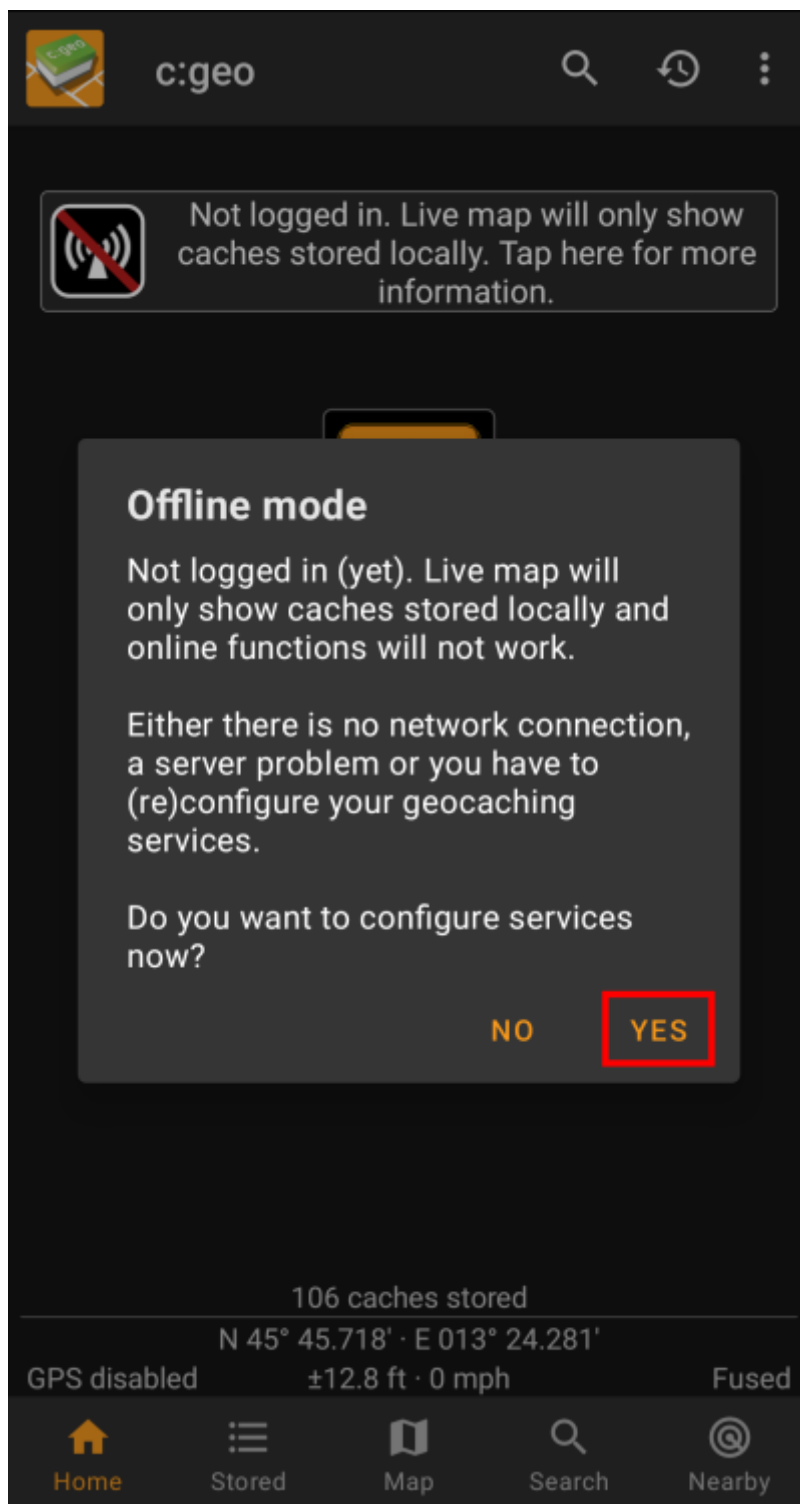 c:geo
c:geo
Not logged in. Live map will only show
caches stored locally. Tap here for more
information.
Offline mode
Not logged in (yet). Live map will
only show caches stored locally and
online functions will not work.
Either there is no network connection,
a server problem or you have to
(re)configure your geocaching
services.
Do you want to configure services
now?
NO YES
106 caches stored
N 45° 45.718' · E 013° 24.281'
GPS disabled ±12.8 ft · 0 mph Fused
Home Stored Map Search Nearby